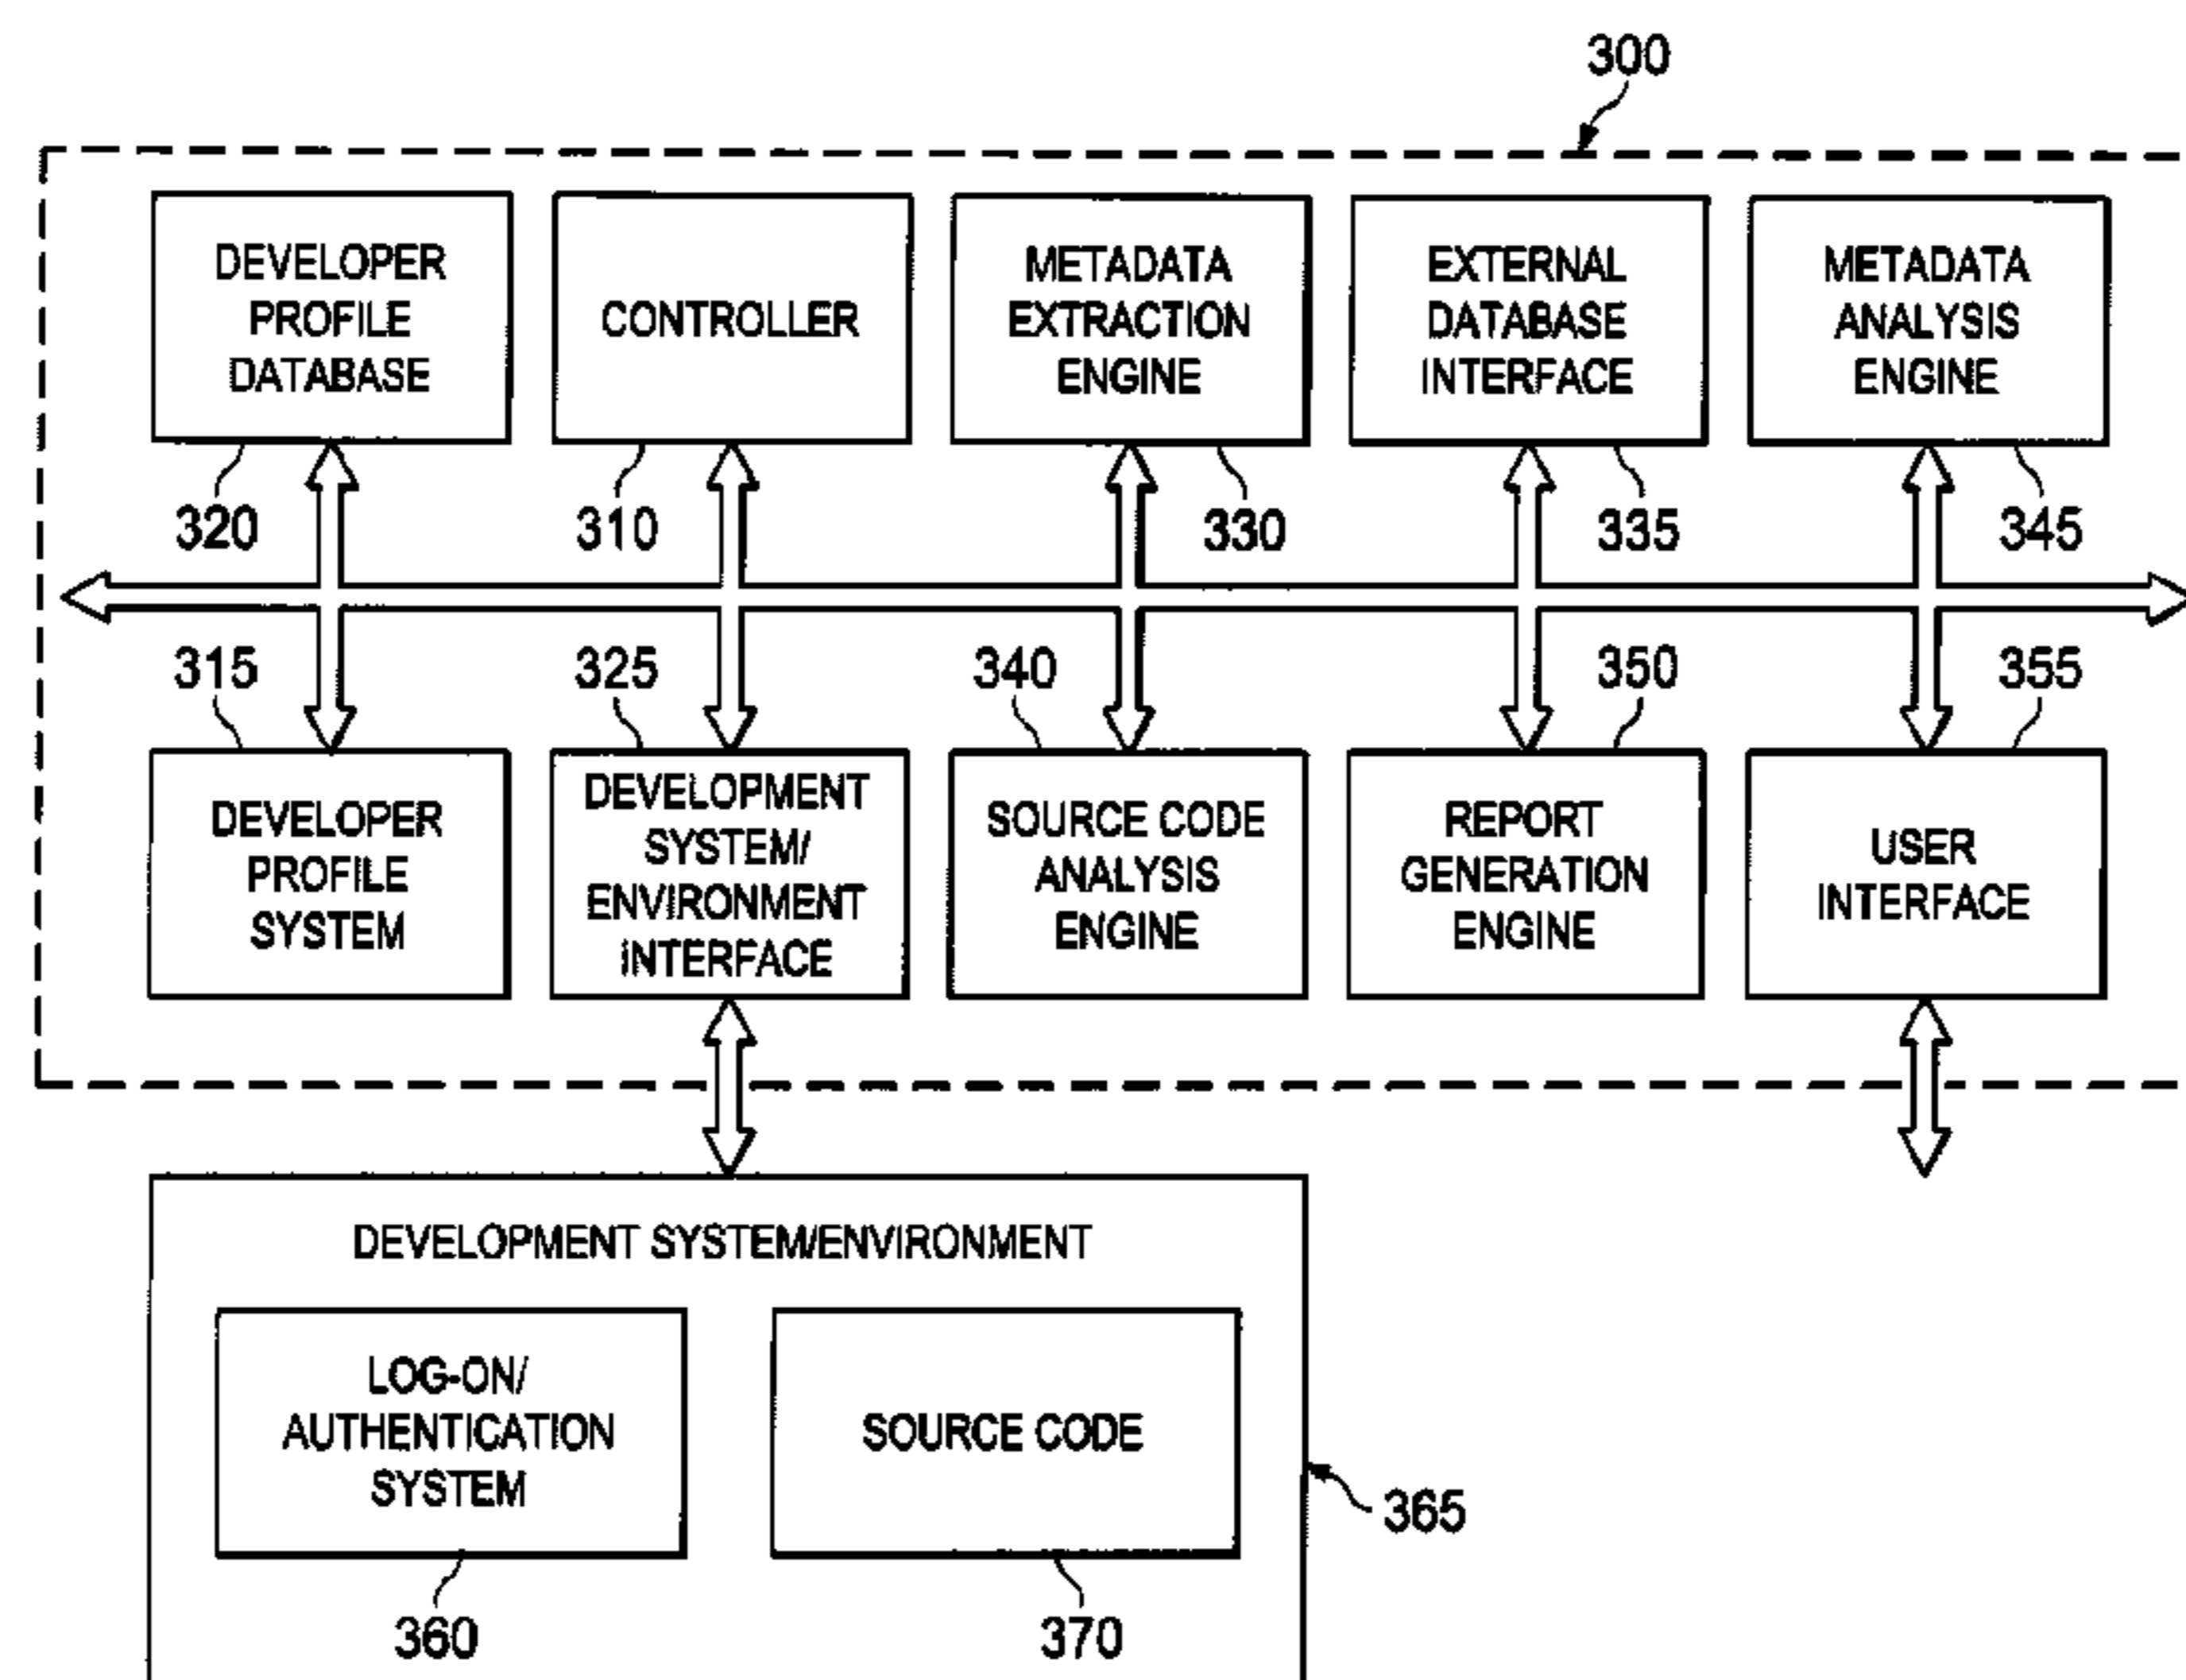 300
DEVELOPER
PROFILE
DATABASE
CONTROLLER
METADATA
EXTRACTION
ENGINE
EXTERNAL
DATABASE
INTERFACE
METADATA
ANALYSIS
ENGINE
320
310
330
335
345
315
325
340
350
355
DEVELOPER
PROFILE
SYSTEM
DEVELOPMENT
SYSTEM/
ENVIRONMENT
INTERFACE
SOURCE CODE
ANALYSIS
ENGINE
REPORT
GENERATION
ENGINE
USER
INTERFACE
DEVELOPMENT SYSTEM/ENVIRONMENT
LOG-ON/
AUTHENTICATION
SYSTEM
SOURCE CODE
365
360
370